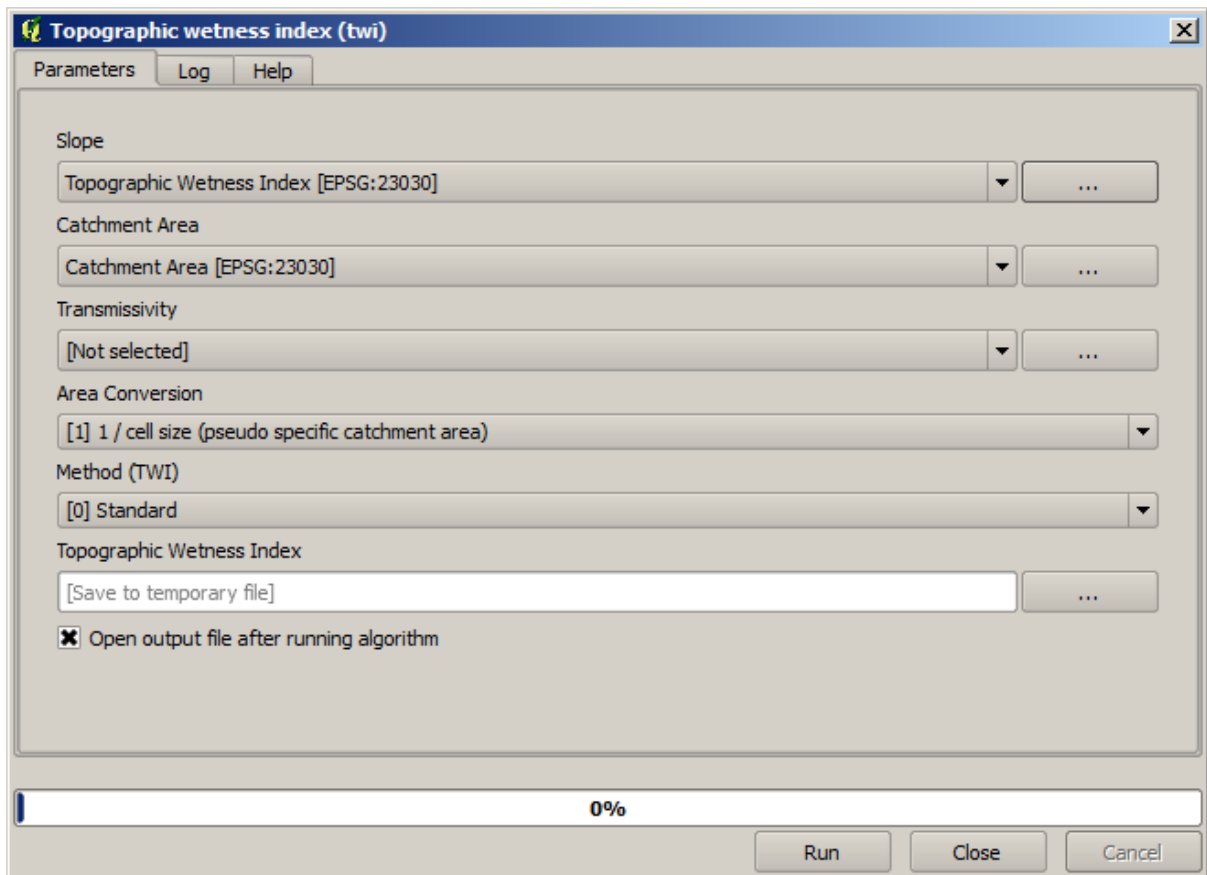 Topographic wetness index (twi)
Parameters Log Help
Slope
Topographic Wetness Index [EPSG:23030] ...
Catchment Area
Catchment Area [EPSG:23030] ...
Transmissivity
[Not selected] ...
Area Conversion
[1] 1 / cell size (pseudo specific catchment area)
Method (TWI)
[0] Standard
Topographic Wetness Index
[Save to temporary file] ...
Open output file after running algorithm
0%
Run Close Cancel